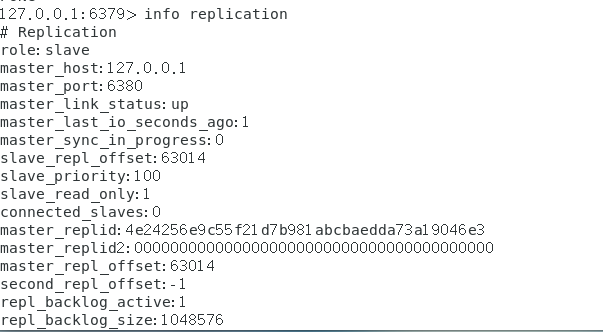 127.0.0.1:6379> info replication
# Replication
role:slave
master_host:127.0.0.1
master_port:6380
master_link_status:up
master_last_io_seconds_ago:1
master_sync_in_progress:0
slave_repl_offset:63014
slave_priority:100
slave_read_only:1
connected_slaves:0
master_replid:4e24256e9c55f21d7b981abcbaedda73a19046e3
master_replid2:0000000000000000000000000000000000000000
master_repl_offset:63014
second_repl_offset:-1
repl_backlog_active:1
repl_backlog_size:1048576